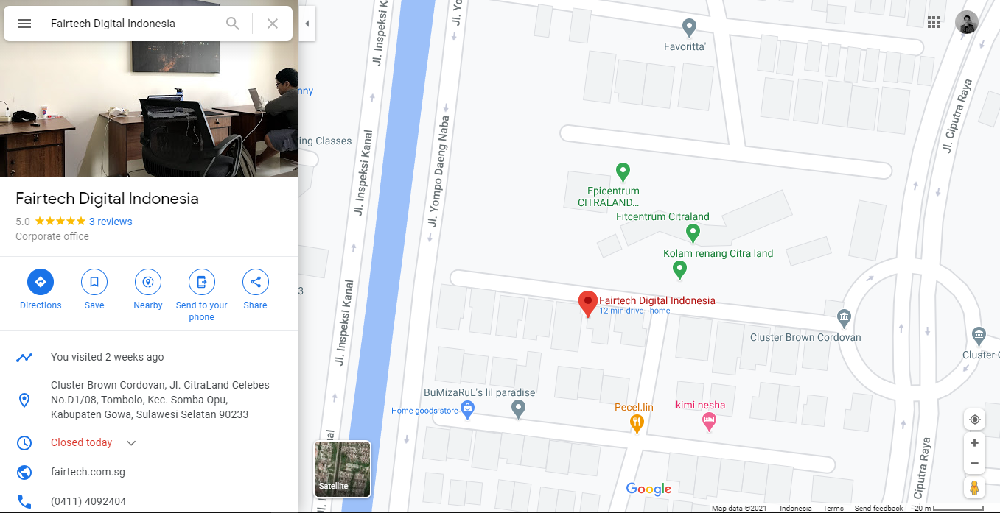 Fairtech Digital Indonesia
Fairtech Digital Indonesia
5.0
3 reviews
Corporate office
Directions
Save
Nearby
Send to your
phone
Share
You visited 2 weeks ago
Cluster Brown Cordovan, Jl. CitraLand Celebes
No.D1/08, Tombolo, Kec. Somba Opu,
Kabupaten Gowa, Sulawesi Selatan 90233
Closed today
fairtech.com.sg
(0411) 4092404
Jl. Inspeksi Kanal
Jl. Yo
Favoritta'
nny
ing Classes
Jl. Inspeksi Kanal
Jl. Yompo Daeng Naba
Jl. Ciputra Raya
Epicentrum
CITRALAND...
Fitcentrum Citraland
Kolam renang Citra land
3
Jl. Inspeksi Kanal
Fairtech Digital Indonesia
12 min drive - home
Cluster Brown Cordovan
Cluster C
BuMizaRuL's lil paradise
Home goods store
Pecel.lin
kimi nesha
Ciputra Raya
Satellite
Google
Map data ©2021
Indonesia
Terms
Send feedback
20 m